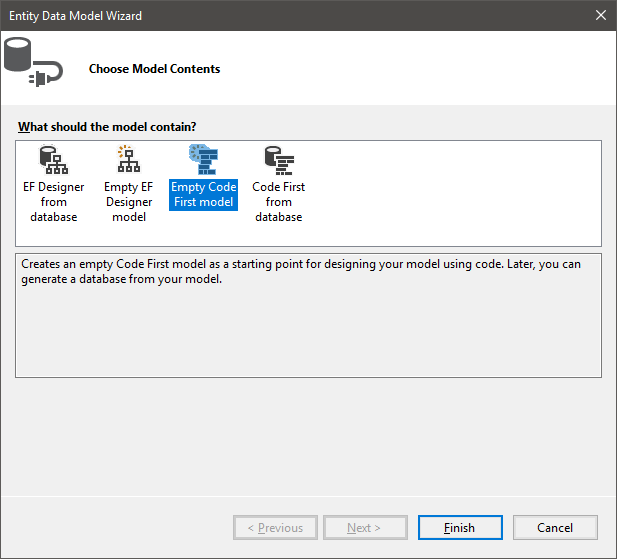 Entity Data Model Wizard
Choose Model Contents
What should the model contain?
EF Designer
from
database
Empty EF
Designer
model
Empty Code
First model
Code First
from
database
Creates an empty Code First model as a starting point for designing your model using code. Later, you can
generate a database from your model.
< Previous
Next >
Finish
Cancel